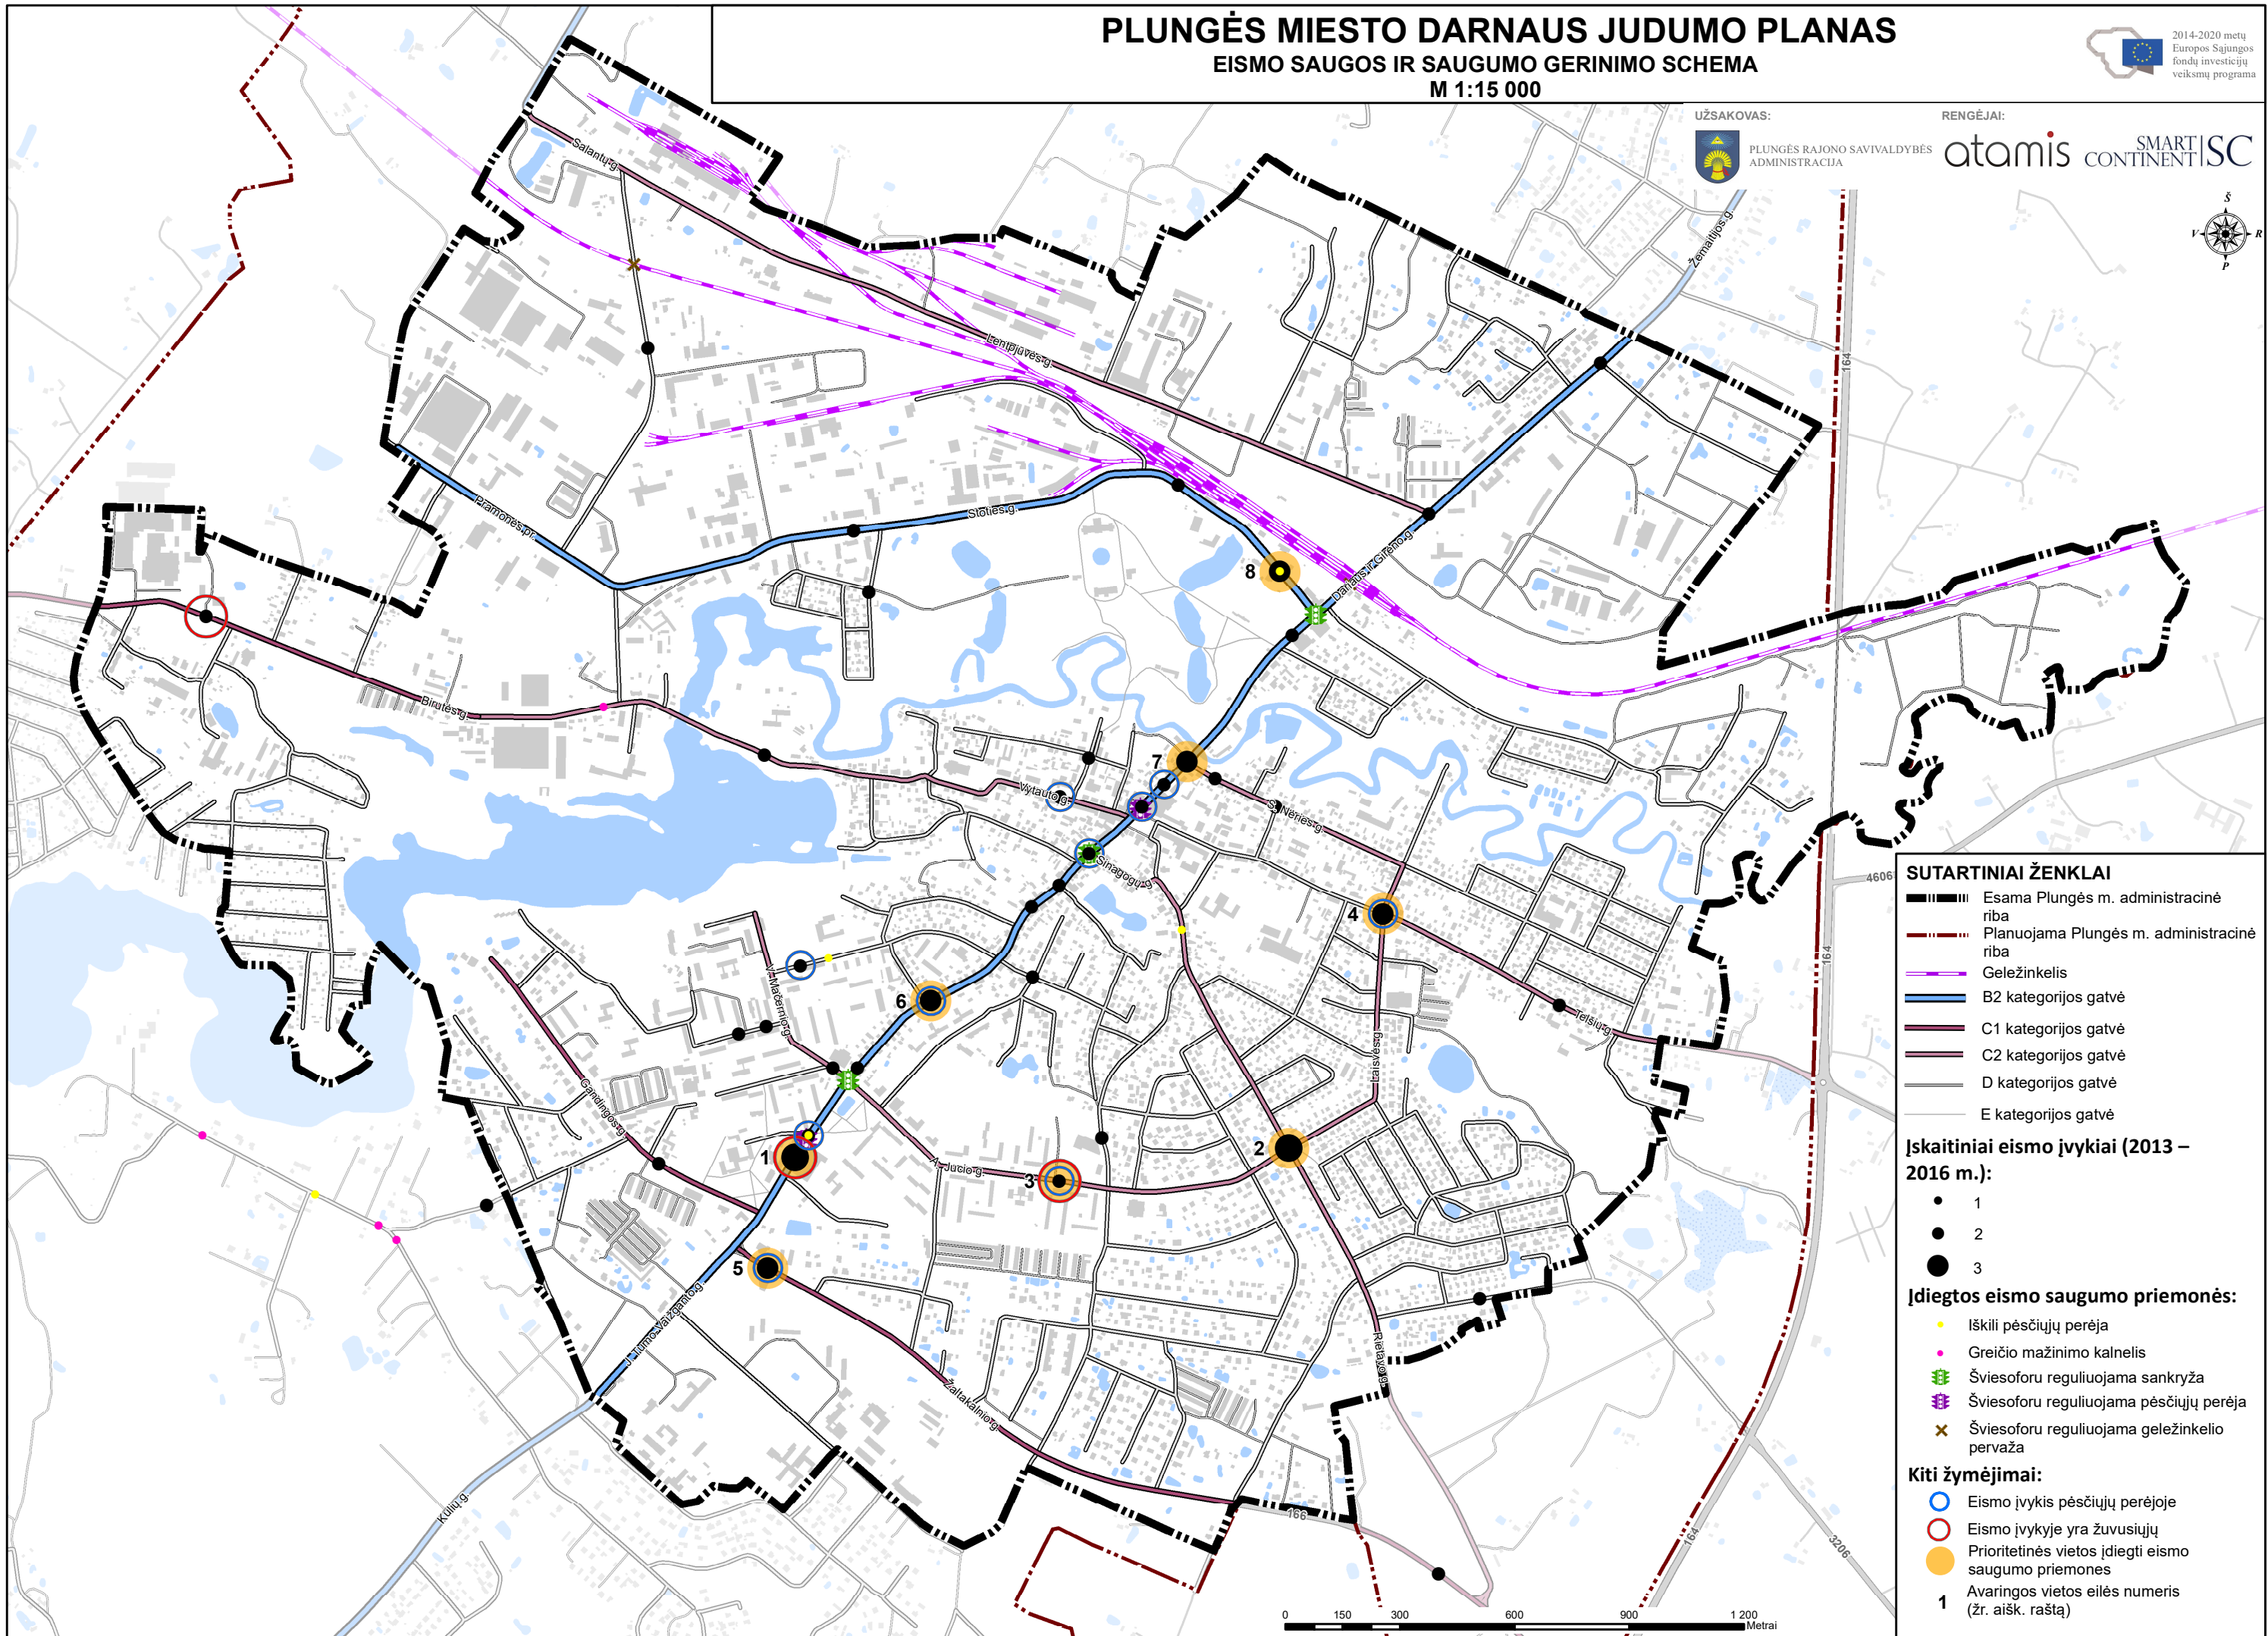 PLUNGĖS MIESTO DARNAUS JUDUMO PLANAS
EISMO SAUGOS IR SAUGUMO GERINIMO SCHEMA
M 1:15 000
2014-2020 metų
Europos Sąjungos
fondų investicijų
veiksmų programa
UŽSAKOVAS:
PLUNGĖS RAJONO SAVIVALDYBĖS
ADMINISTRACIJA
RENGĖJAI:
atamis
SMART
CONTINENT
SC
Š
V
R
P
Salantų g.
Žemaitijos g.
164
Lentpjūvės g.
Pramonės pr.
Stoties g.
8
Dariaus ir Girėno g.
Birutės g.
7
Vytauto g.
S. Nėries g.
Sinagogų g.
4606
4
164
6
V. Mačernio g.
Telšių g.
Laisvės g.
Gandingos g.
1
A. Jucio g.
3
2
5
J. Tumo-Vaižganto g.
Rietavo g.
Žaltakalnio g.
Kulių g.
166
164
3206
0
150
300
600
900
1 200
Metrai
SUTARTINIAI ŽENKLAI
Esama Plungės m. administracinė
riba
Planuojama Plungės m. administracinė
riba
Geležinkelis
B2 kategorijos gatvė
C1 kategorijos gatvė
C2 kategorijos gatvė
D kategorijos gatvė
E kategorijos gatvė
Įskaitiniai eismo įvykiai (2013 –
2016 m.):
1
2
3
Įdiegtos eismo saugumo priemonės:
Iškili pėsčiųjų perėja
Greičio mažinimo kalnelis
Šviesoforu reguliuojama sankryža
Šviesoforu reguliuojama pėsčiųjų perėja
Šviesoforu reguliuojama geležinkelio
pervaža
Kiti žymėjimai:
Eismo įvykis pėsčiųjų perėjoje
Eismo įvykyje yra žuvusiųjų
Prioritetinės vietos įdiegti eismo
saugumo priemones
1
Avaringos vietos eilės numeris
(žr. aišk. raštą)